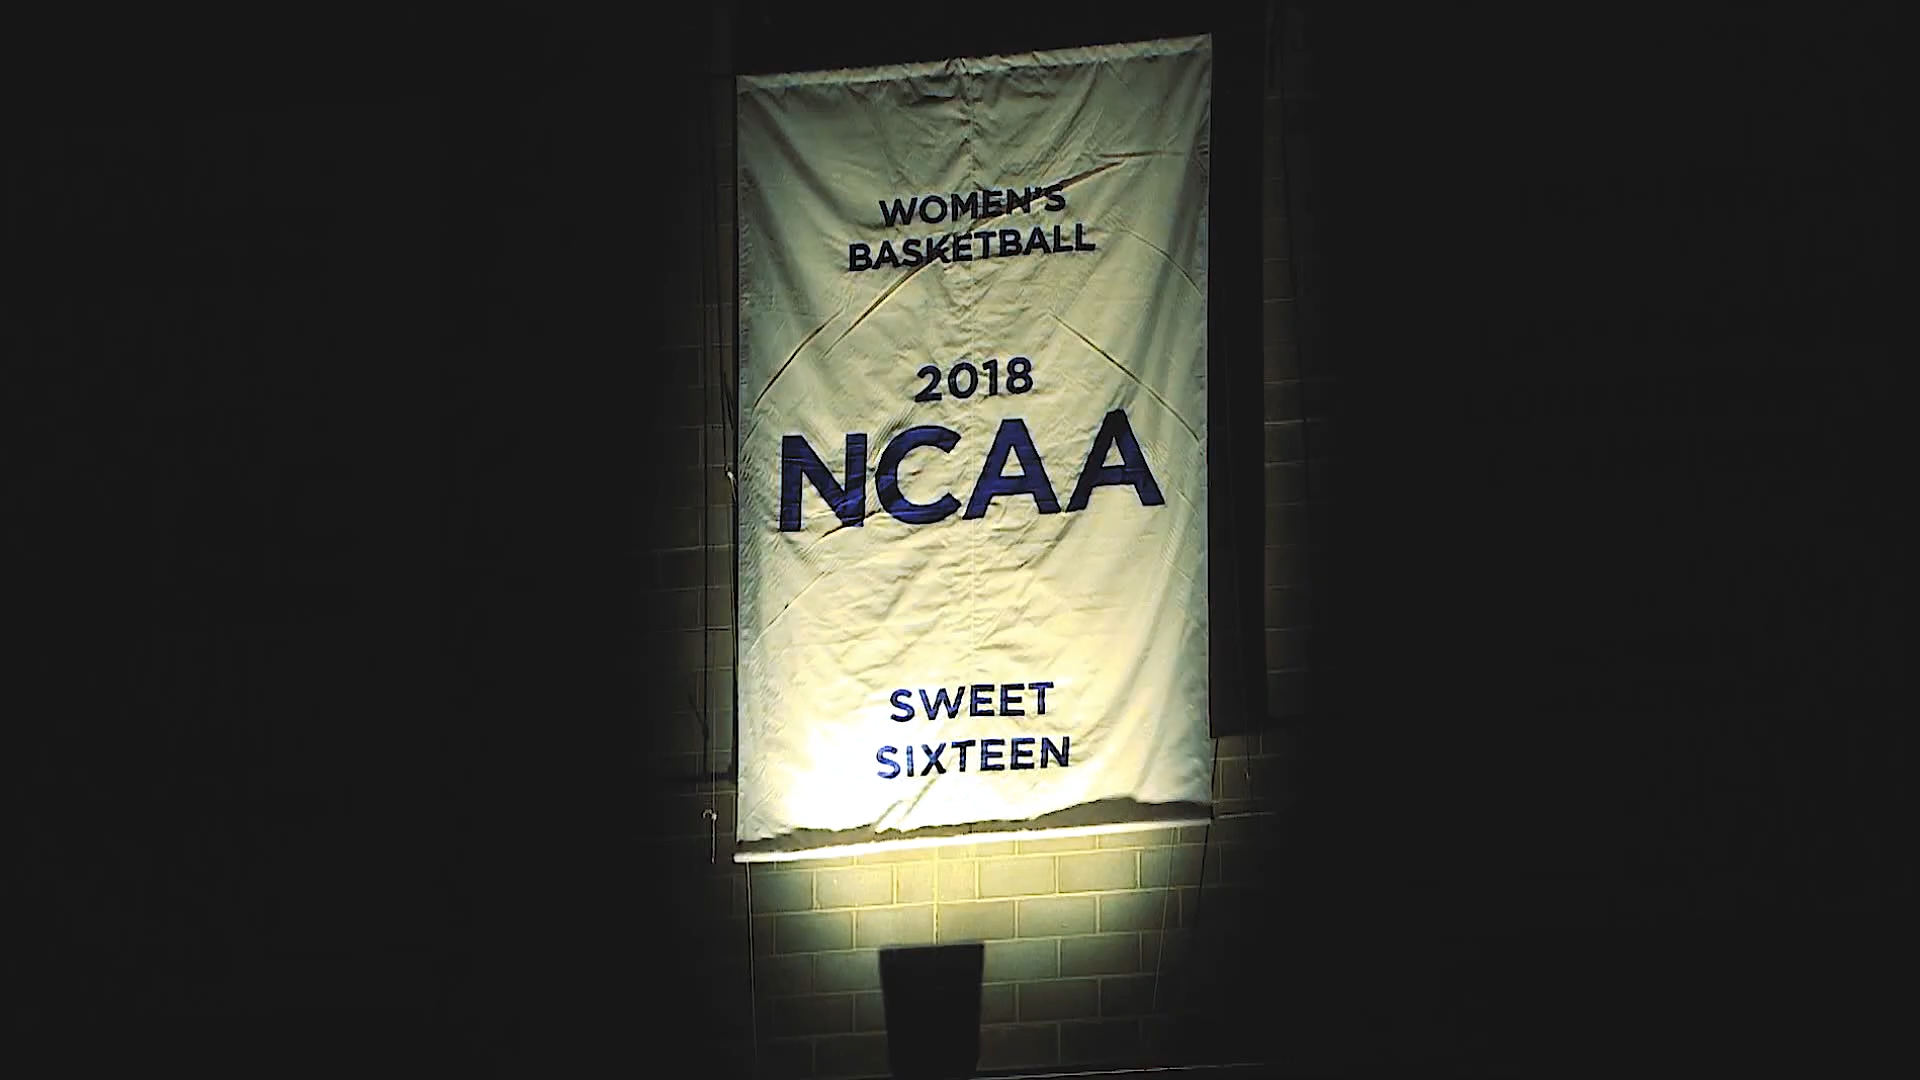 WOMEN'S
BASKETBALL
2018
NCAA
SWEET
SIXTEEN